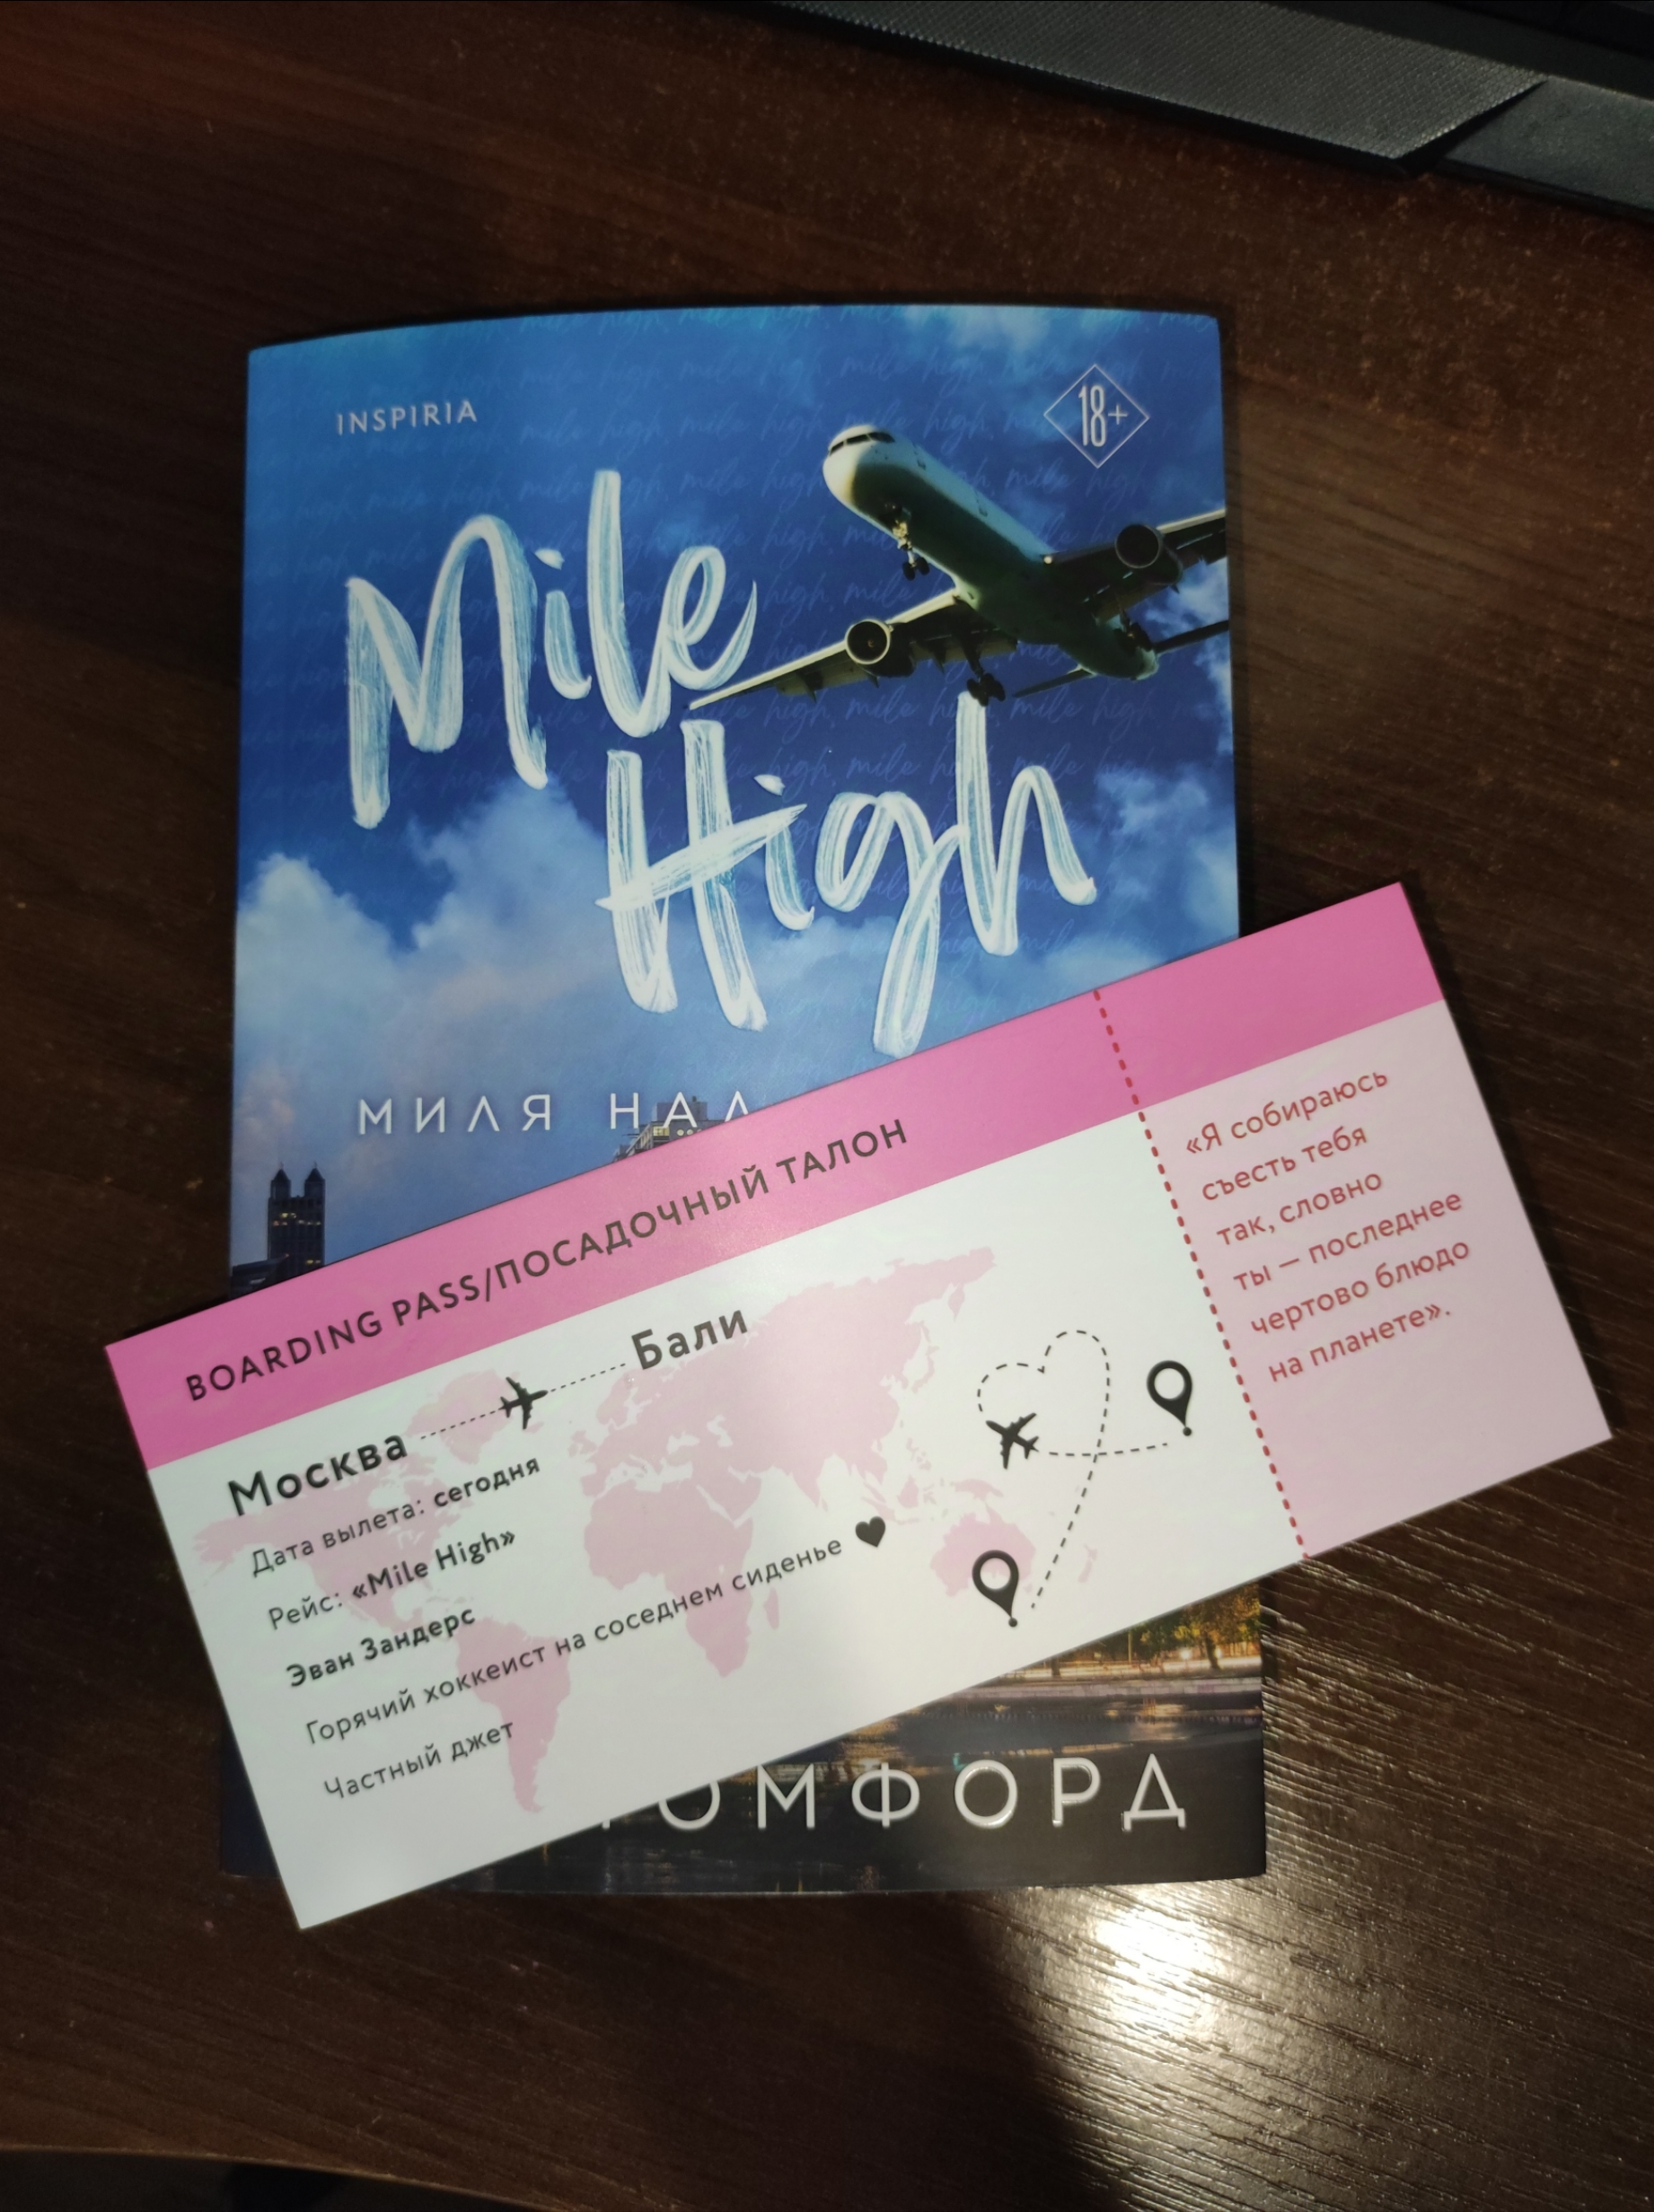 INSPIRIA
18+
Mile
High
МИЛЯ НАД
BOARDING PASS/ПОСАДОЧНЫЙ ТАЛОН
Москва
Бали
Дата вылета: сегодня
Рейс: «Mile High»
Эван Зандерс
Горячий хоккеист на соседнем сиденье
Частный джет
«Я собираюсь
съесть тебя
так, словно
ты — последнее
чертово блюдо
на планете».
ТОМФОРД